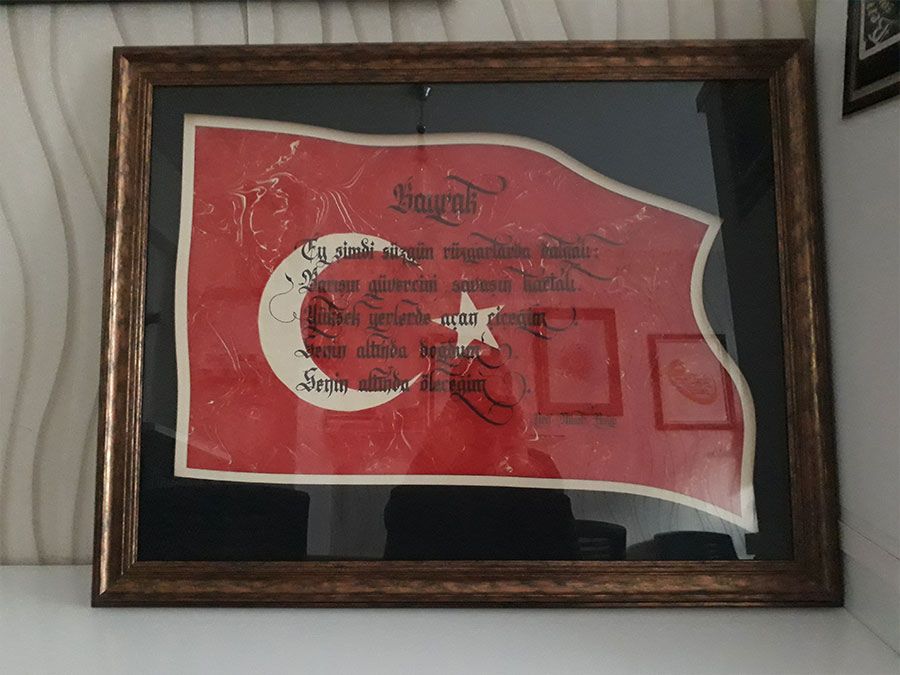 Bayrak
Ey şimdi süzgün rüzgarlarda dalgalı:
Barışın güvercini savaşın kartalı.
Yüksek Yerlerde açan çiçeğim.
Senin altında doğdum.
Senin altında öleceğim.